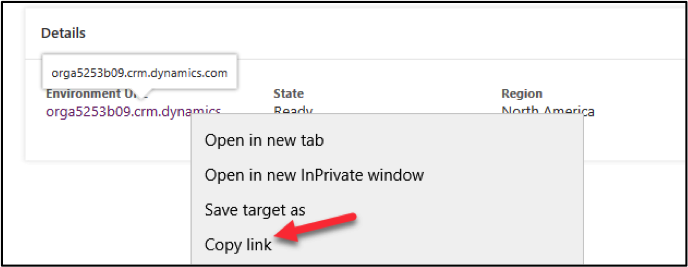 Details
orga5253b09.crm.dynamics.com
Environment U
State
Region
orga5253b09.crm.dynamics
Ready
North America
Open in new tab
Open in new InPrivate window
Save target as
Copy link